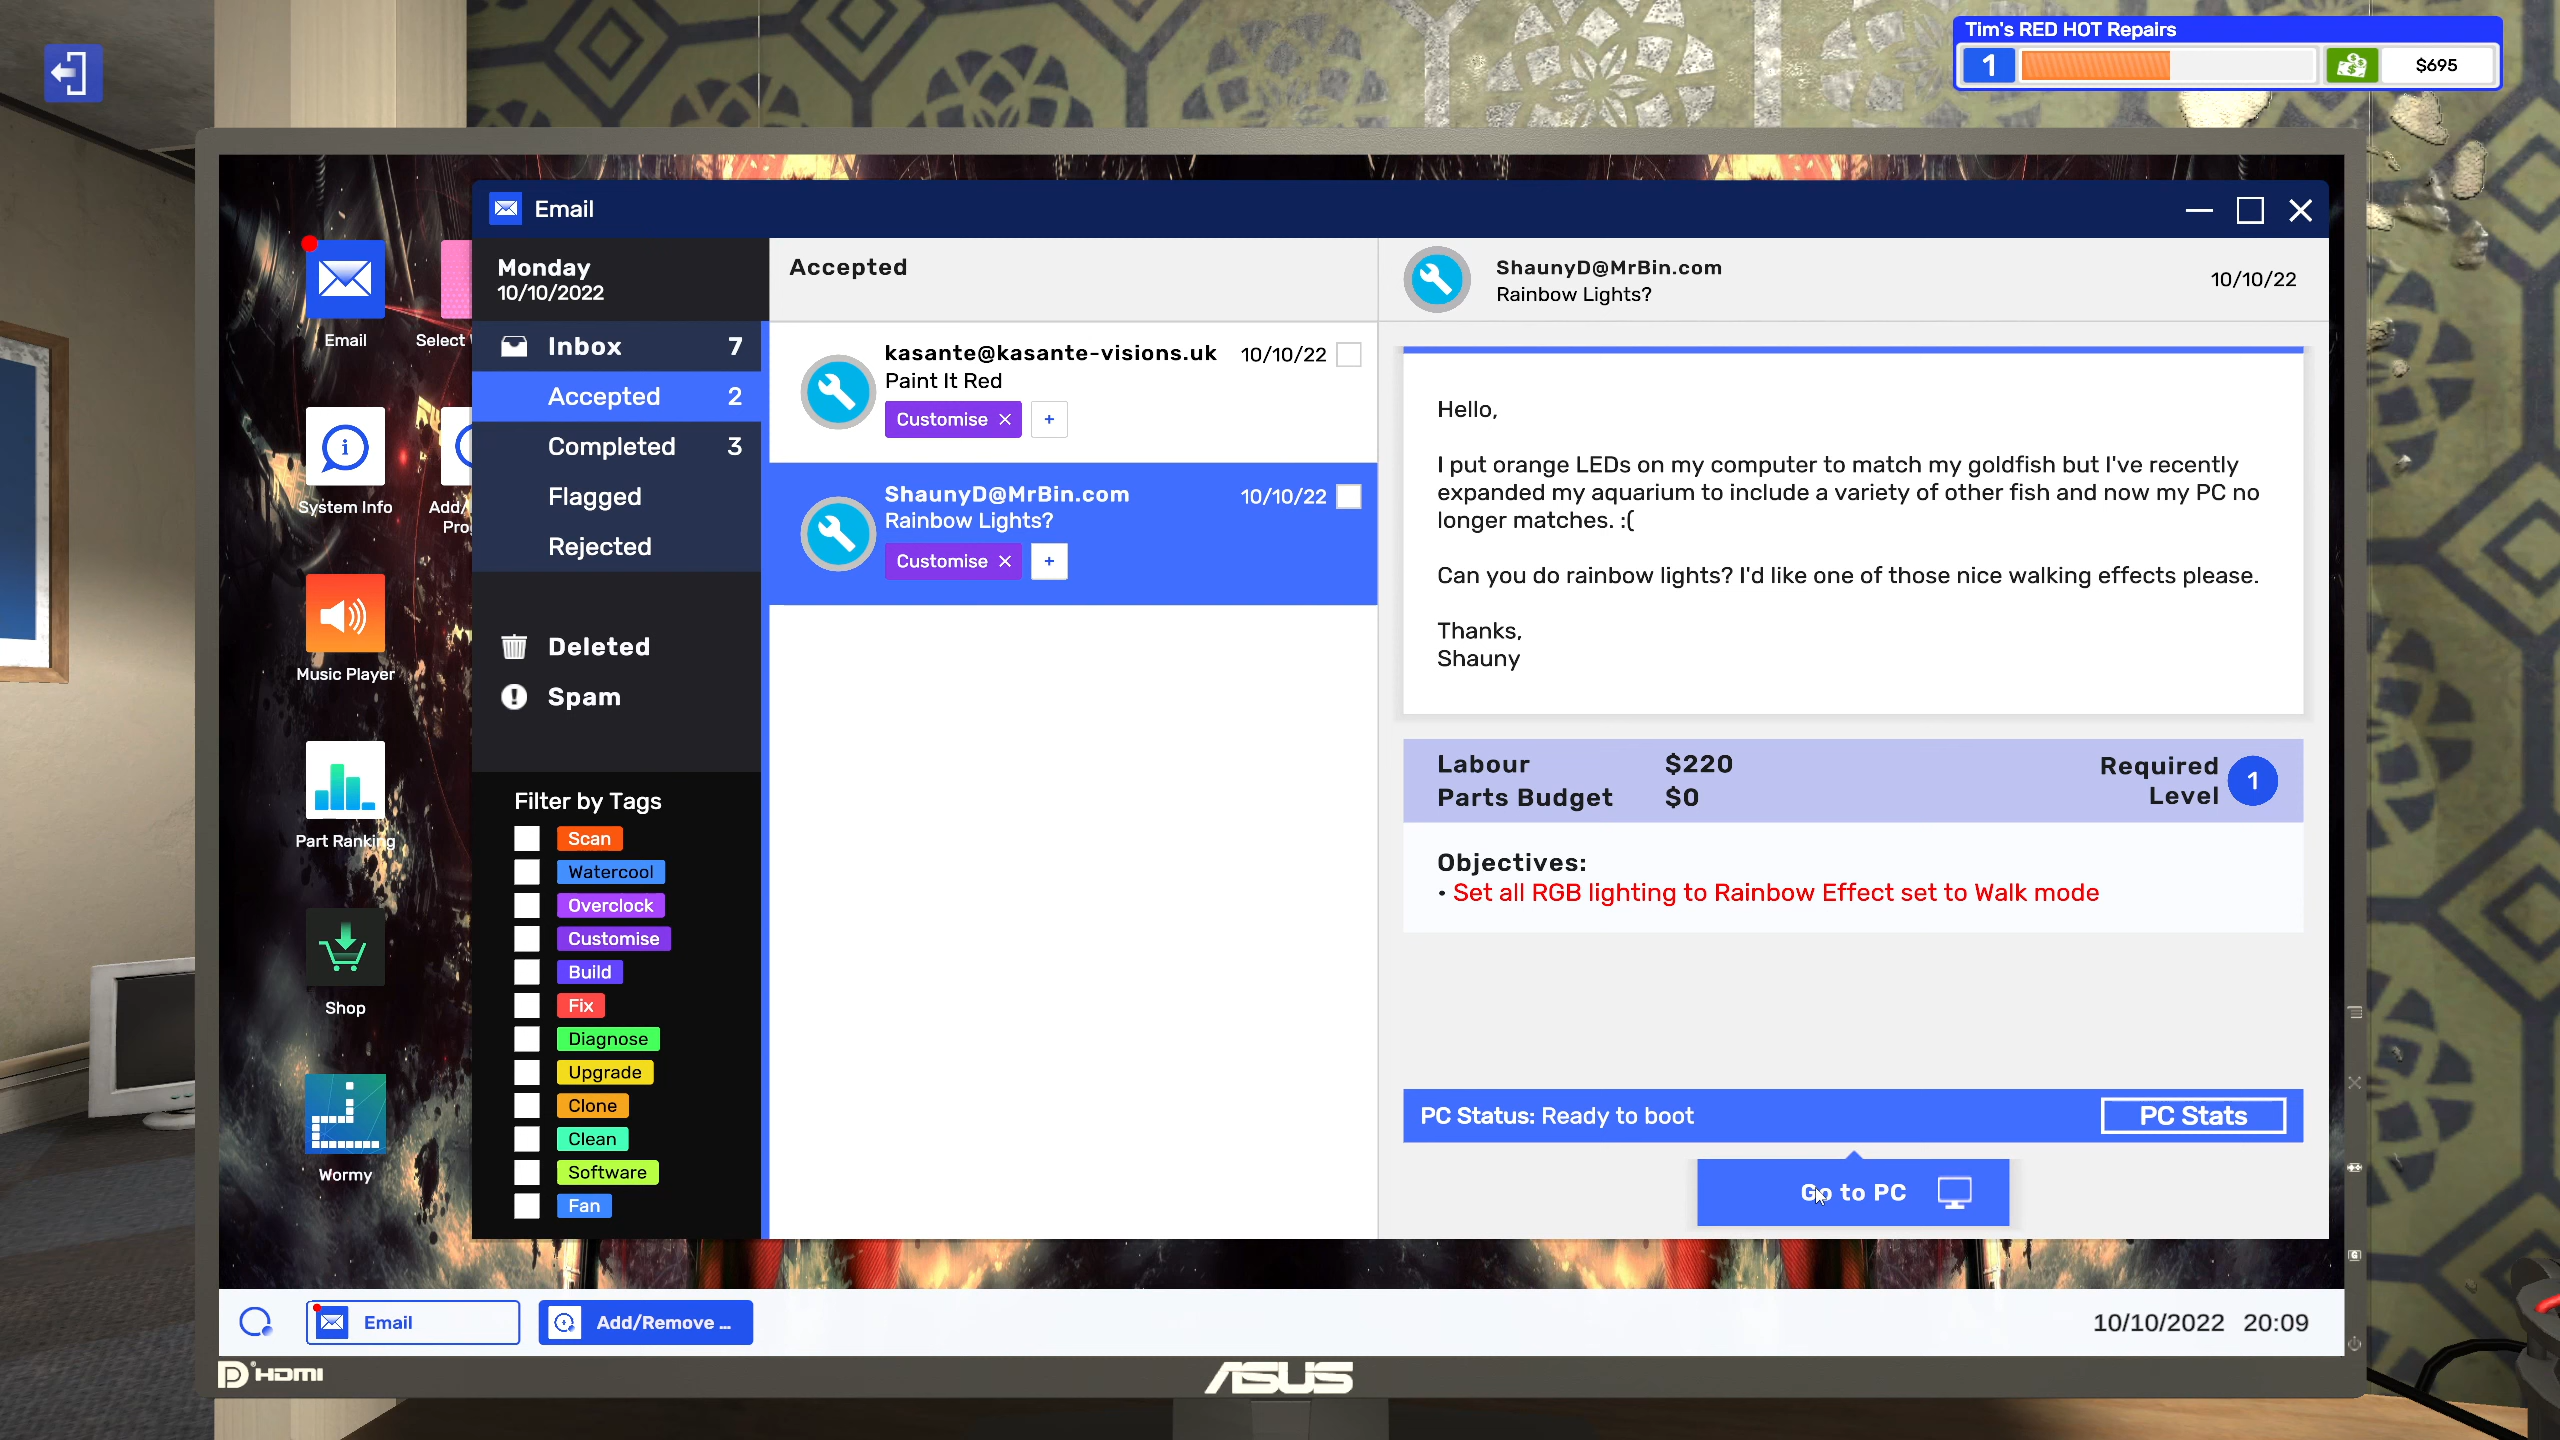 Tim's RED HOT Repairs
1
$695
Email
Monday
10/10/2022
Inbox 7
Accepted 2
Completed 3
Flagged
Rejected
Deleted
Spam
Filter by Tags
Scan
Watercool
Overclock
Customise
Build
Fix
Diagnose
Upgrade
Clone
Clean
Software
Fan
Accepted
kasante@kasante-visions.uk 10/10/22
Paint It Red
Customise × +
ShaunyD@MrBin.com 10/10/22
Rainbow Lights?
Customise × +
ShaunyD@MrBin.com
Rainbow Lights?
10/10/22
Hello,
I put orange LEDs on my computer to match my goldfish but I've recently
expanded my aquarium to include a variety of other fish and now my PC no
longer matches. :(
Can you do rainbow lights? I'd like one of those nice walking effects please.
Thanks,
Shauny
Labour $220
Parts Budget $0
Required
Level 1
Objectives:
• Set all RGB lighting to Rainbow Effect set to Walk mode
PC Status: Ready to boot
PC Stats
Go to PC
Email
Select
System Info
Add/
Music Player
Part Ranking
Shop
Wormy
Email
Add/Remove ...
10/10/2022 20:09
HDMI
ASUS